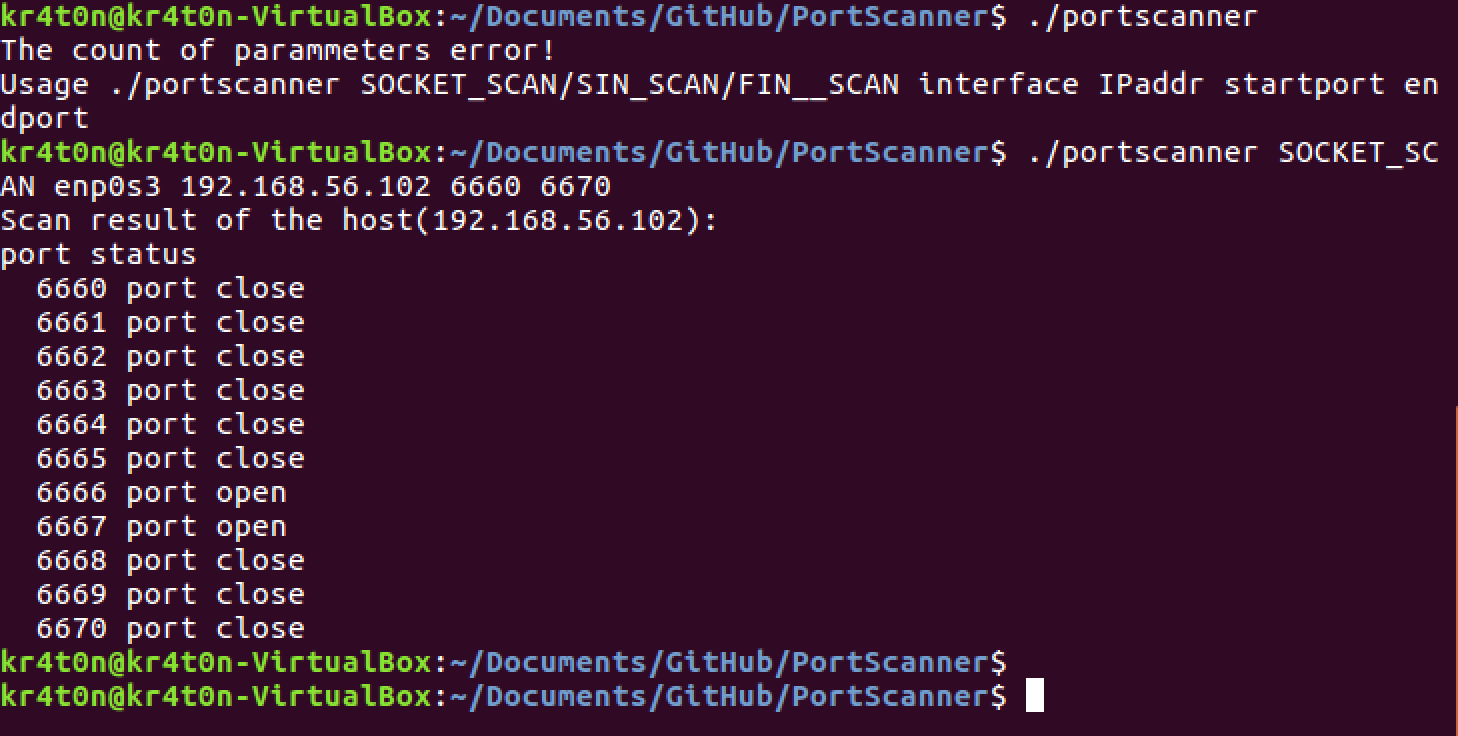 kr4t0n@kr4t0n-VirtualBox:~/Documents/GitHub/PortScanner$ ./portscanner
The count of parammeters error!
Usage ./portscanner SOCKET_SCAN/SIN_SCAN/FIN__SCAN interface IPaddr startport en
dport
kr4t0n@kr4t0n-VirtualBox:~/Documents/GitHub/PortScanner$ ./portscanner SOCKET_SC
AN enp0s3 192.168.56.102 6660 6670
Scan result of the host(192.168.56.102):
port status
  6660 port close
  6661 port close
  6662 port close
  6663 port close
  6664 port close
  6665 port close
  6666 port open
  6667 port open
  6668 port close
  6669 port close
  6670 port close
kr4t0n@kr4t0n-VirtualBox:~/Documents/GitHub/PortScanner$
kr4t0n@kr4t0n-VirtualBox:~/Documents/GitHub/PortScanner$